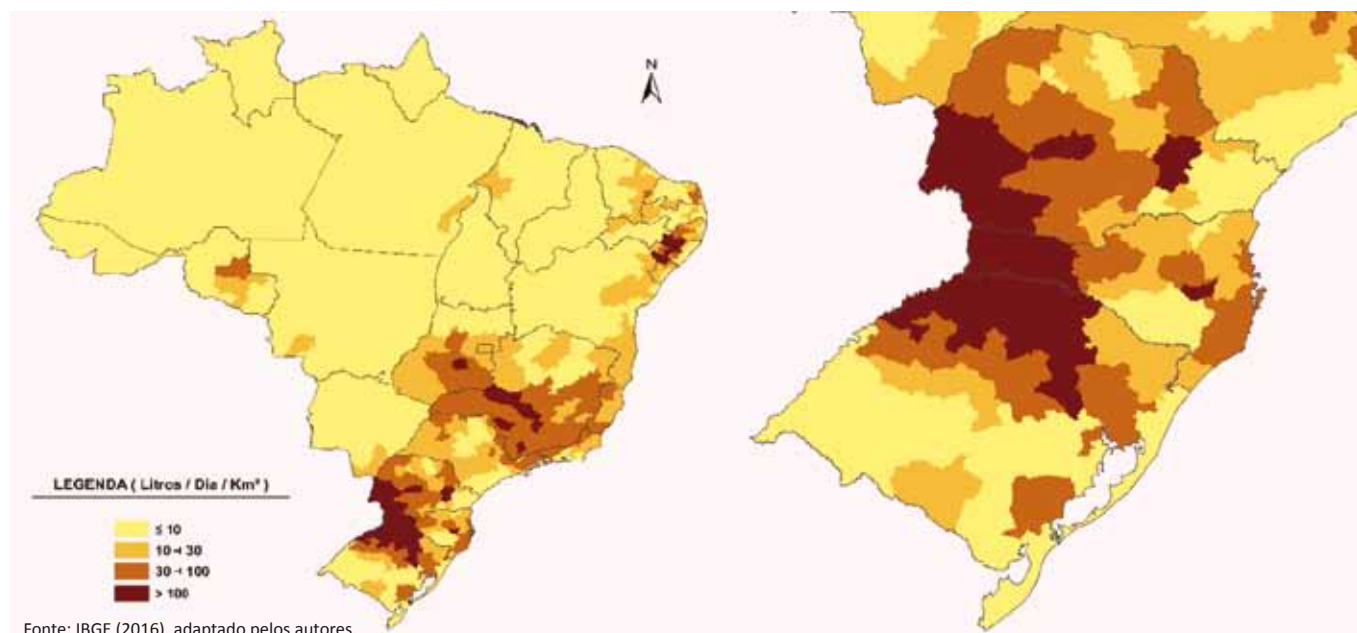 N
LEGENDA ( Litros / Dia / Km² )
≤ 10
10 ⊣ 30
30 ⊣ 100
> 100
Fonte: IBGE (2016), adaptado pelos autores